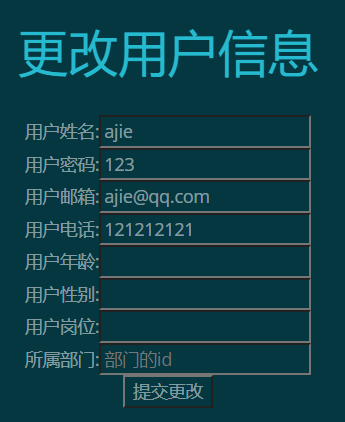 更改用户信息
用户姓名: ajie
用户密码: 123
用户邮箱: ajie@qq.com
用户电话: 121212121
用户年龄:
用户性别:
用户岗位:
所属部门: 部门的id
提交更改